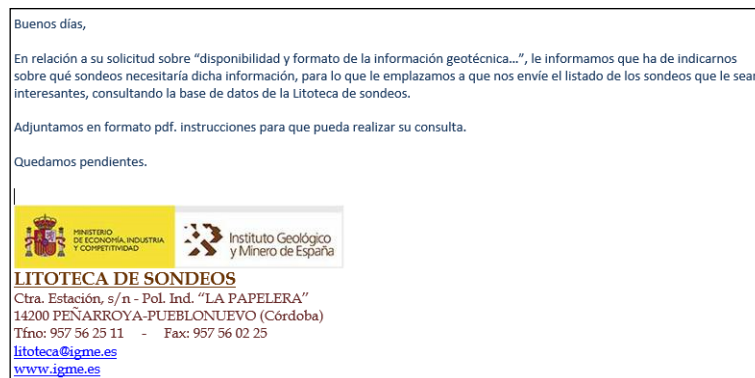 Buenos días,
En relación a su solicitud sobre “disponibilidad y formato de la información geotécnica...”, le informamos que ha de indicarnos
sobre qué sondeos necesitaría dicha información, para lo que le emplazamos a que nos envíe el listado de los sondeos que le sean
interesantes, consultando la base de datos de la Litoteca de sondeos.
Adjuntamos en formato pdf. instrucciones para que pueda realizar su consulta.
Quedamos pendientes.
MINISTERIO
DE ECONOMÍA, INDUSTRIA
Y COMPETITIVIDAD
Instituto Geológico
y Minero de España
LITOTECA DE SONDEOS
Ctra. Estación, s/n - Pol. Ind. “LA PAPELERA”
14200 PEÑARROYA-PUEBLONUEVO (Córdoba)
Tfno: 957 56 25 11 - Fax: 957 56 02 25
litoteca@igme.es
www.igme.es